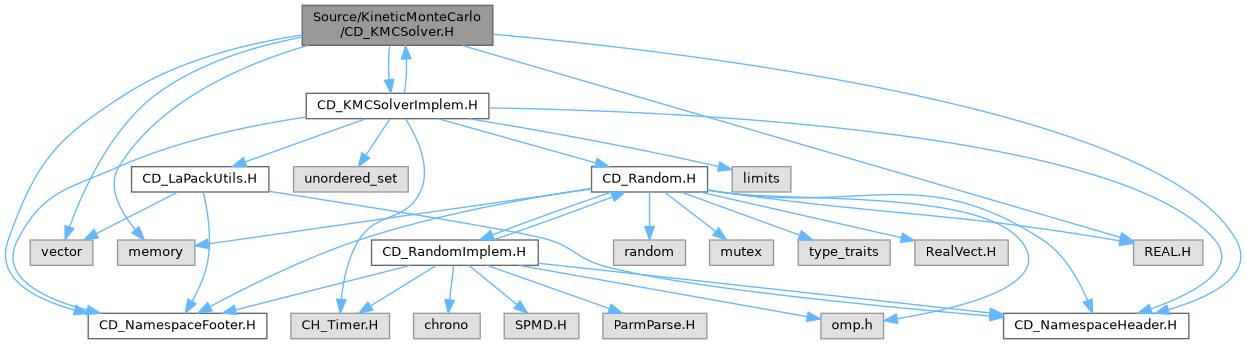 Source/KineticMonteCarlo
/CD_KMCSolver.H
CD_KMCSolverImplem.H
CD_LaPackUtils.H
unordered_set
CD_Random.H
limits
vector
memory
CD_RandomImplem.H
random
mutex
type_traits
RealVect.H
REAL.H
CD_NamespaceFooter.H
CH_Timer.H
chrono
SPMD.H
ParmParse.H
omp.h
CD_NamespaceHeader.H